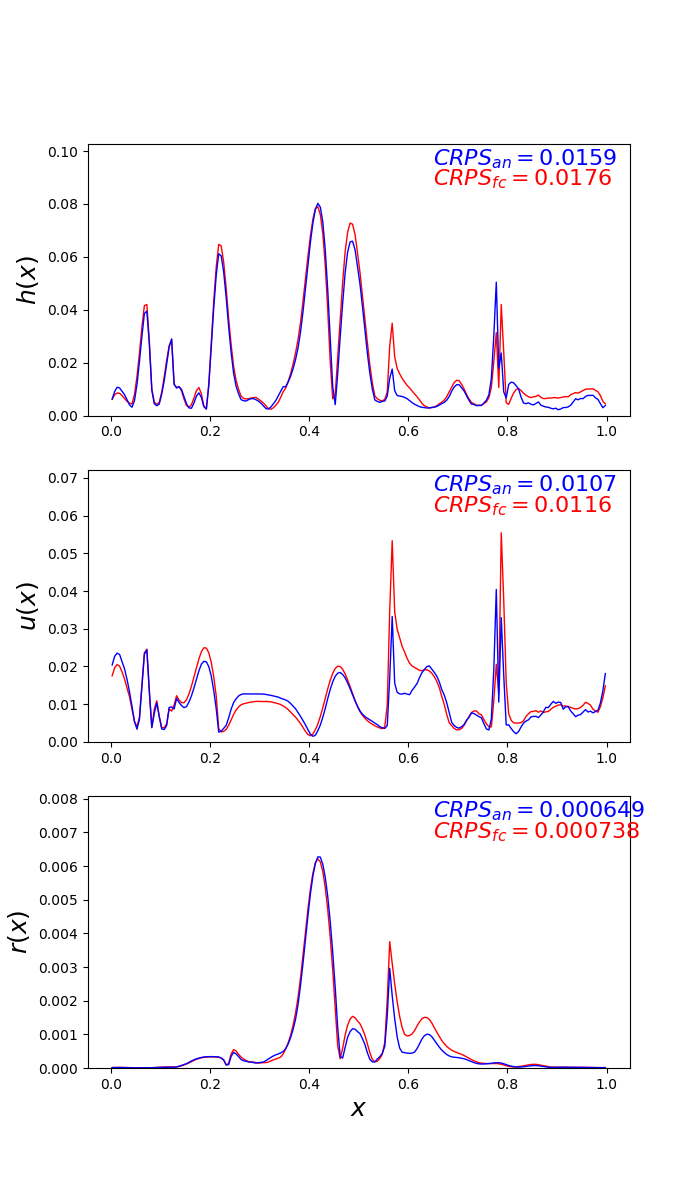 CRPS_an = 0.0159
CRPS_fc = 0.0176
h(x)
0.10
0.08
0.06
0.04
0.02
0.00
0.0 0.2 0.4 0.6 0.8 1.0
CRPS_an = 0.0107
CRPS_fc = 0.0116
u(x)
0.07
0.06
0.05
0.04
0.03
0.02
0.01
0.00
0.0 0.2 0.4 0.6 0.8 1.0
CRPS_an = 0.000649
CRPS_fc = 0.000738
r(x)
0.008
0.007
0.006
0.005
0.004
0.003
0.002
0.001
0.000
0.0 0.2 0.4 0.6 0.8 1.0
x